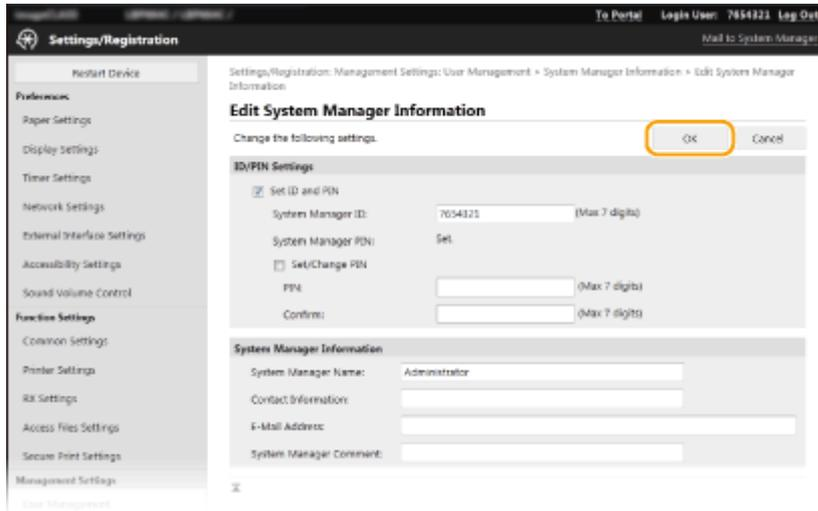 To Portal Login User: 7654321 Log Out
Settings/Registration
Mail to System Manager
Restart Device
Preferences
Paper Settings
Display Settings
Timer Settings
Network Settings
External Interface Settings
Accessibility Settings
Sound Volume Control
Function Settings
Common Settings
Printer Settings
RX Settings
Access Files Settings
Secure Print Settings
Management Settings
User Management
Settings/Registration: Management Settings: User Management > System Manager Information > Edit System Manager
Information
Edit System Manager Information
Change the following settings.
OK Cancel
ID/PIN Settings
Set ID and PIN
System Manager ID: 7654321 (Max 7 digits)
System Manager PIN: Set.
Set/Change PIN
PIN: (Max 7 digits)
Confirm: (Max 7 digits)
System Manager Information
System Manager Name: Administrator
Contact Information:
E-Mail Address:
System Manager Comment: